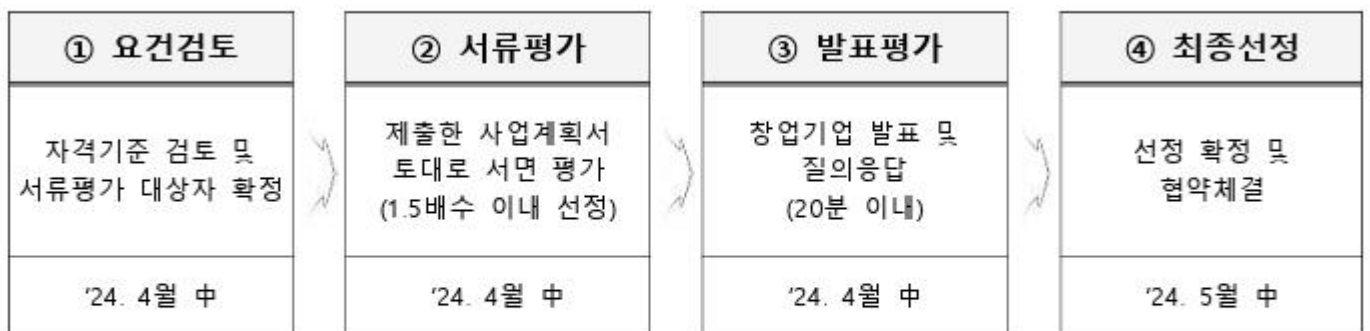 ① 요건검토
자격기준 검토 및
서류평가 대상자 확정
'24. 4월 中
② 서류평가
제출한 사업계획서
토대로 서면 평가
(1.5배수 이내 선정)
'24. 4월 中
③ 발표평가
창업기업 발표 및
질의응답
(20분 이내)
'24. 4월 中
④ 최종선정
선정 확정 및
협약체결
'24. 5월 中